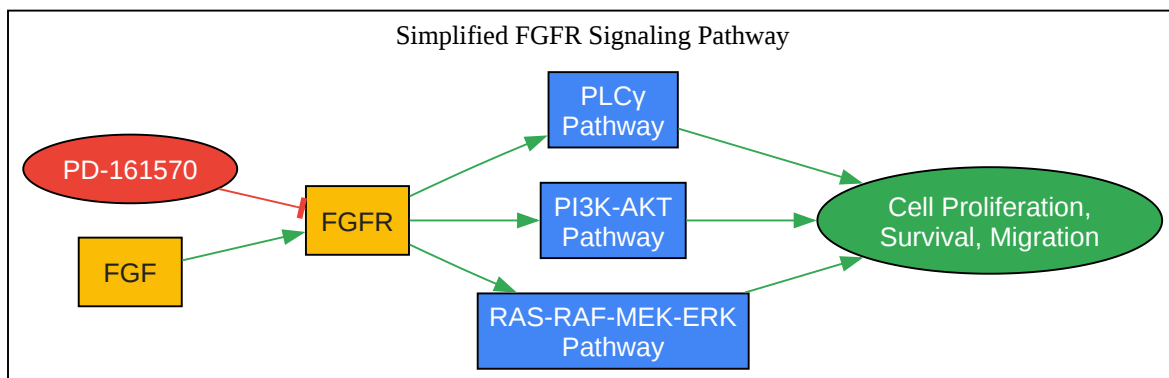 Simplified FGFR Signaling Pathway
PD-161570
FGF
FGFR
PLCγ
Pathway
PI3K-AKT
Pathway
RAS-RAF-MEK-ERK
Pathway
Cell Proliferation,
Survival, Migration